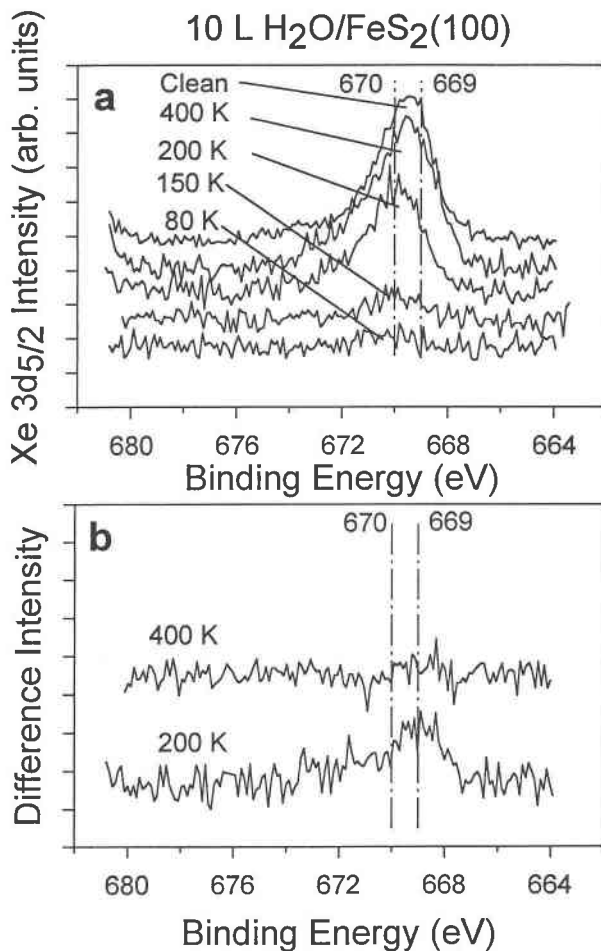 10 L H2O/FeS2(100)
a
Clean
670
669
400 K
200 K
150 K
80 K
Xe 3d5/2 Intensity (arb. units)
680
676
672
668
664
Binding Energy (eV)
b
670
669
400 K
200 K
Difference Intensity
680
676
672
668
664
Binding Energy (eV)